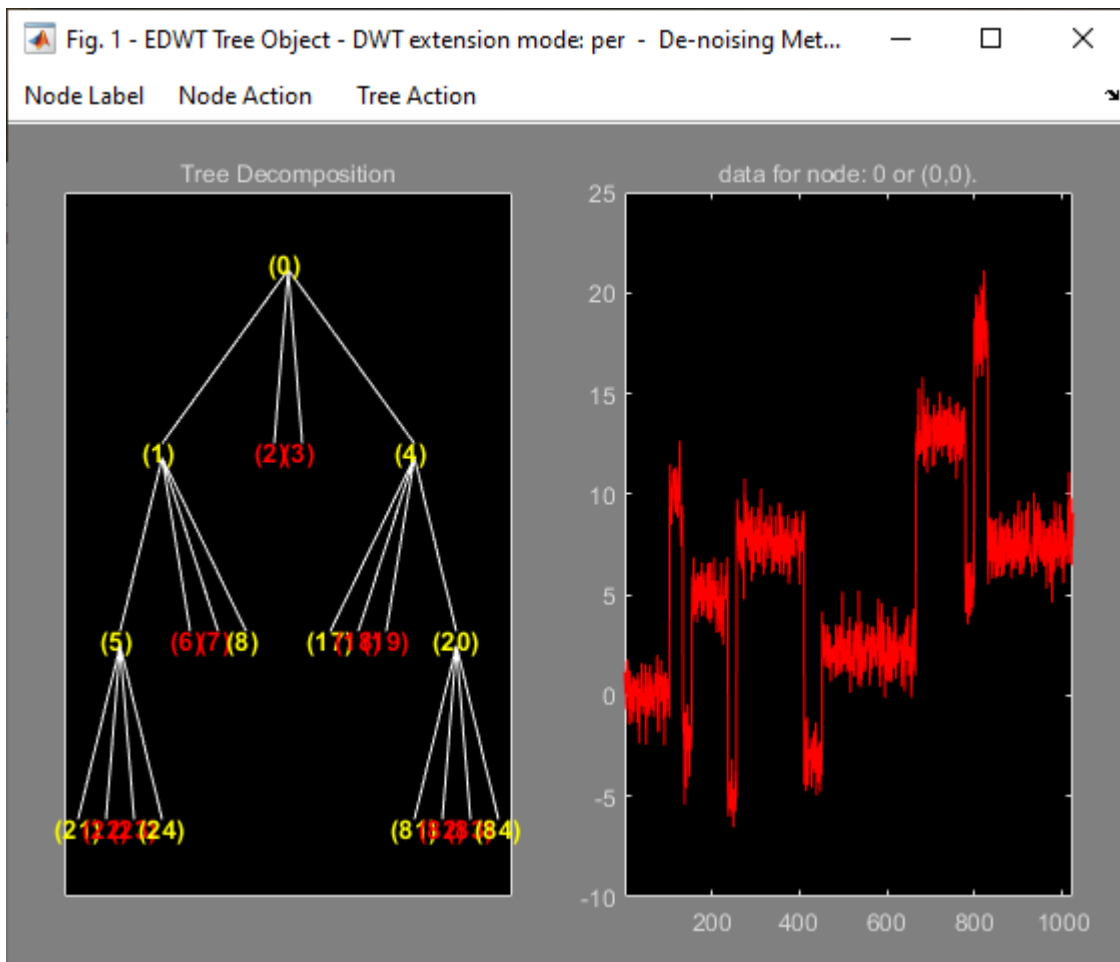 Fig. 1 - EDWT Tree Object - DWT extension mode: per - De-noising Met...
Node Label Node Action Tree Action
Tree Decomposition
(0)
(1) (2) (3) (4)
(5) (6) (7) (8) (17) (19) (20)
(21) (24) (84)
data for node: 0 or (0,0).
25
20
15
10
5
0
-5
-10
200 400 600 800 1000